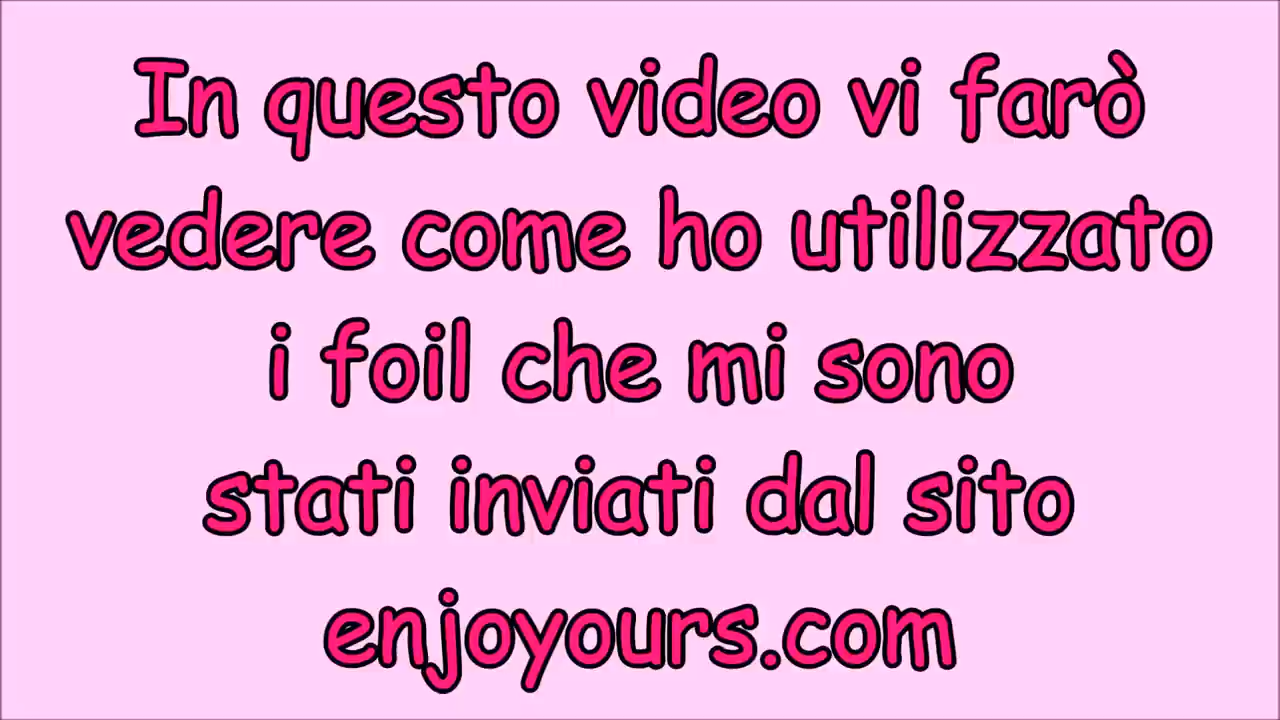 In questo video vi farò
vedere come ho utilizzato
i foil che mi sono
stati inviati dal sito
enjoyours.com